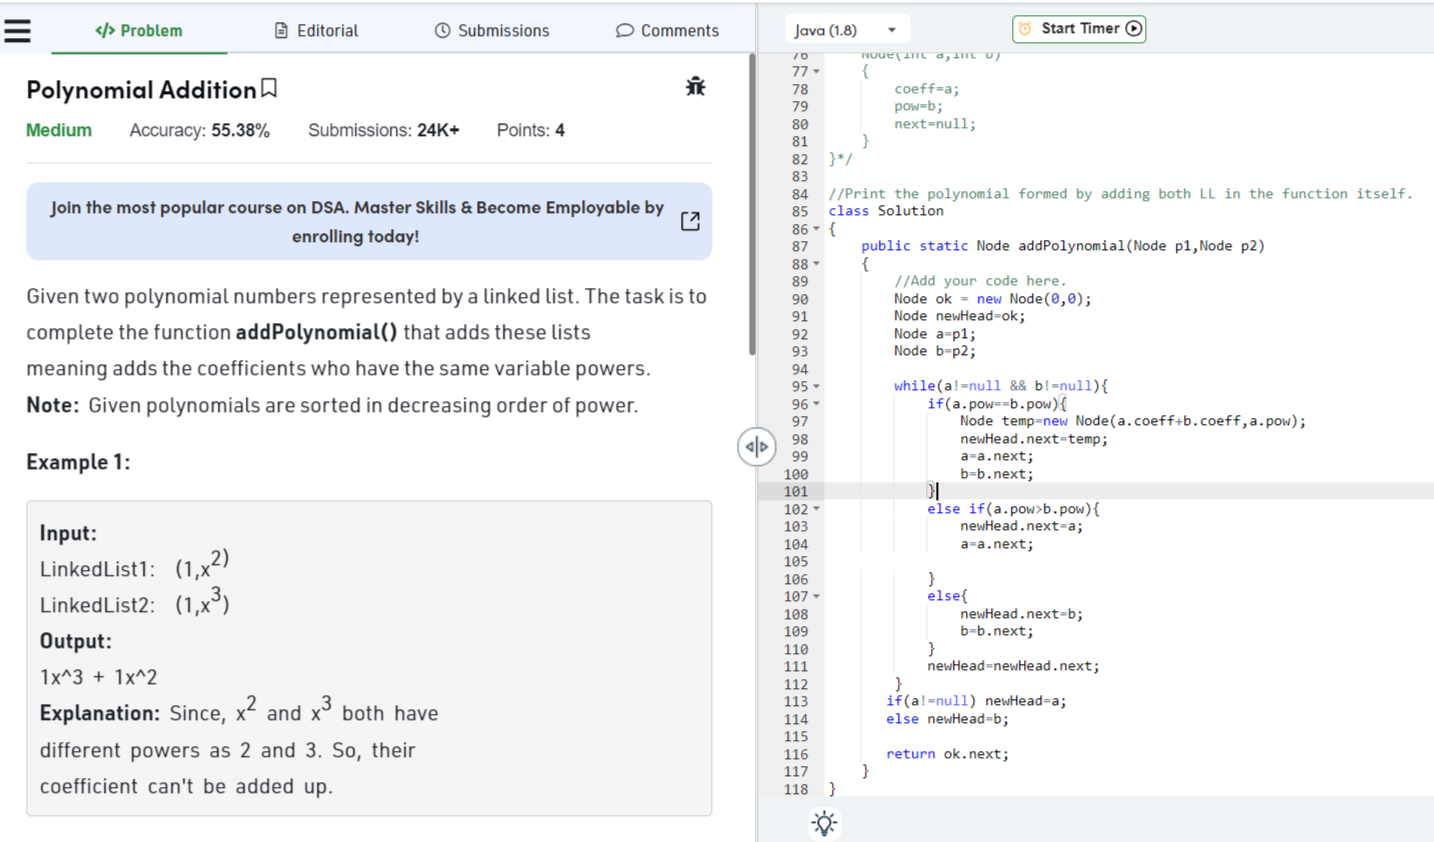 </> Problem
Editorial
Submissions
Comments
Polynomial Addition
Medium Accuracy: 55.38% Submissions: 24K+ Points: 4
Join the most popular course on DSA. Master Skills & Become Employable by
enrolling today!
Given two polynomial numbers represented by a linked list. The task is to
complete the function addPolynomial() that adds these lists
meaning adds the coefficients who have the same variable powers.
Note: Given polynomials are sorted in decreasing order of power.
Example 1:
Input:
LinkedList1: (1,x^2)
LinkedList2: (1,x^3)
Output:
1x^3 + 1x^2
Explanation: Since, x^2 and x^3 both have
different powers as 2 and 3. So, their
coefficient can't be added up.
Java (1.8)
Start Timer
76 Node(int a,int b)
77 {
78 coeff=a;
79 pow=b;
80 next=null;
81 }
82 }*/
83
84 //Print the polynomial formed by adding both LL in the function itself.
85 class Solution
86 {
87 public static Node addPolynomial(Node p1,Node p2)
88 {
89 //Add your code here.
90 Node ok = new Node(0,0);
91 Node newHead=ok;
92 Node a=p1;
93 Node b=p2;
94
95 while(a!=null && b!=null){
96 if(a.pow==b.pow){
97 Node temp=new Node(a.coeff+b.coeff,a.pow);
98 newHead.next=temp;
99 a=a.next;
100 b=b.next;
101 }
102 else if(a.pow>b.pow){
103 newHead.next=a;
104 a=a.next;
105
106 }
107 else{
108 newHead.next=b;
109 b=b.next;
110 }
111 newHead=newHead.next;
112 }
113 if(a!=null) newHead=a;
114 else newHead=b;
115
116 return ok.next;
117 }
118 }